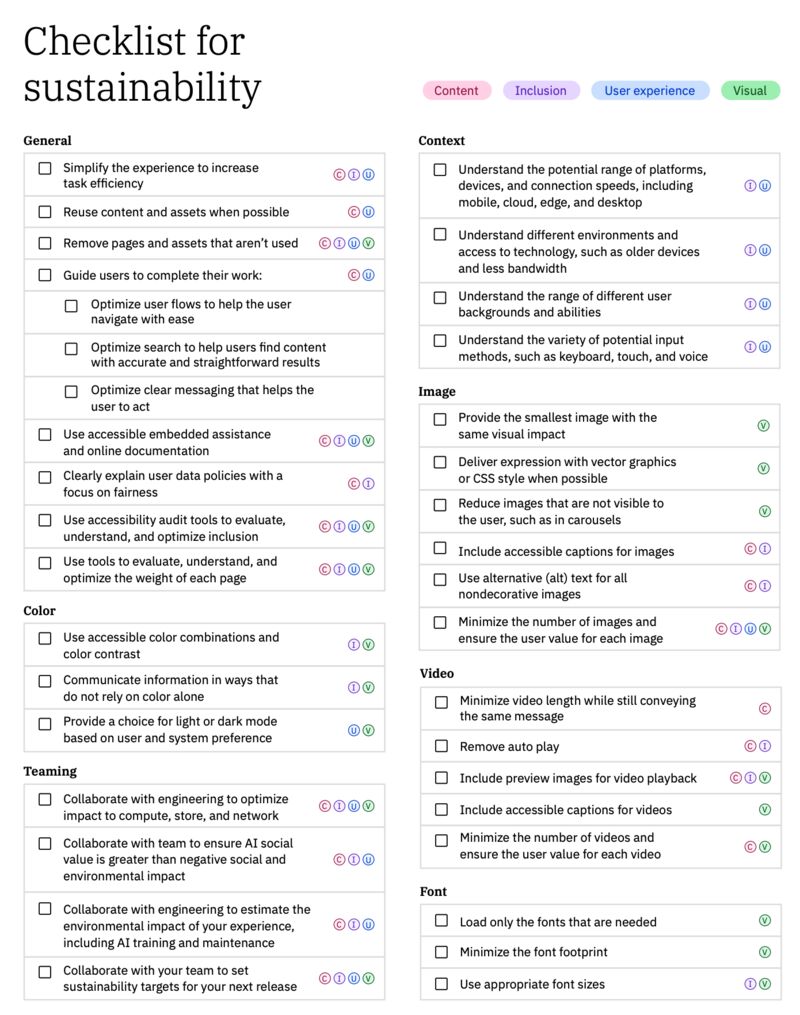 Checklist for
sustainability
Content
Inclusion
User experience
Visual
General
Simplify the experience to increase
task efficiency
C I U
Reuse content and assets when possible
C U
Remove pages and assets that aren’t used
C I U V
Guide users to complete their work:
C U
Optimize user flows to help the user
navigate with ease
Optimize search to help users find content
with accurate and straightforward results
Optimize clear messaging that helps the
user to act
Use accessible embedded assistance
and online documentation
C I U V
Clearly explain user data policies with a
focus on fairness
C I
Use accessibility audit tools to evaluate,
understand, and optimize inclusion
C I U V
Use tools to evaluate, understand, and
optimize the weight of each page
C I U V
Color
Use accessible color combinations and
color contrast
I V
Communicate information in ways that
do not rely on color alone
I V
Provide a choice for light or dark mode
based on user and system preference
U V
Teaming
Collaborate with engineering to optimize
impact to compute, store, and network
C I U V
Collaborate with team to ensure AI social
value is greater than negative social and
environmental impact
C I U
Collaborate with engineering to estimate the
environmental impact of your experience,
including AI training and maintenance
C I U
Collaborate with your team to set
sustainability targets for your next release
C I U V
Context
Understand the potential range of platforms,
devices, and connection speeds, including
mobile, cloud, edge, and desktop
I U
Understand different environments and
access to technology, such as older devices
and less bandwidth
I U
Understand the range of different user
backgrounds and abilities
I U
Understand the variety of potential input
methods, such as keyboard, touch, and voice
I U
Image
Provide the smallest image with the
same visual impact
V
Deliver expression with vector graphics
or CSS style when possible
V
Reduce images that are not visible to
the user, such as in carousels
V
Include accessible captions for images
C I
Use alternative (alt) text for all
nondecorative images
C I
Minimize the number of images and
ensure the user value for each image
C I U V
Video
Minimize video length while still conveying
the same message
C
Remove auto play
C I
Include preview images for video playback
C I V
Include accessible captions for videos
V
Minimize the number of videos and
ensure the user value for each video
C V
Font
Load only the fonts that are needed
V
Minimize the font footprint
V
Use appropriate font sizes
I V